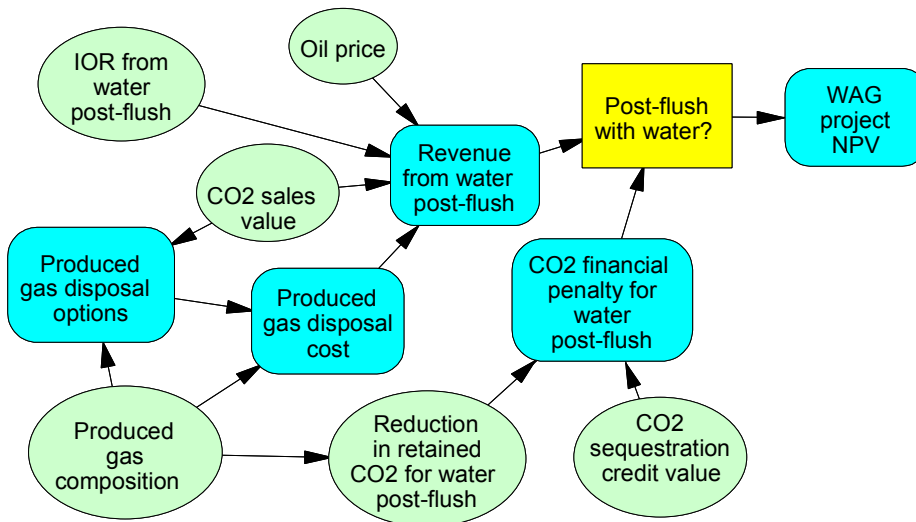 IOR from
water
post-flush
Oil price
Post-flush
with water?
WAG
project
NPV
Revenue
from water
post-flush
CO2 sales
value
Produced
gas disposal
options
Produced
gas disposal
cost
CO2 financial
penalty for
water
post-flush
Produced
gas
composition
Reduction
in retained
CO2 for water
post-flush
CO2
sequestration
credit value